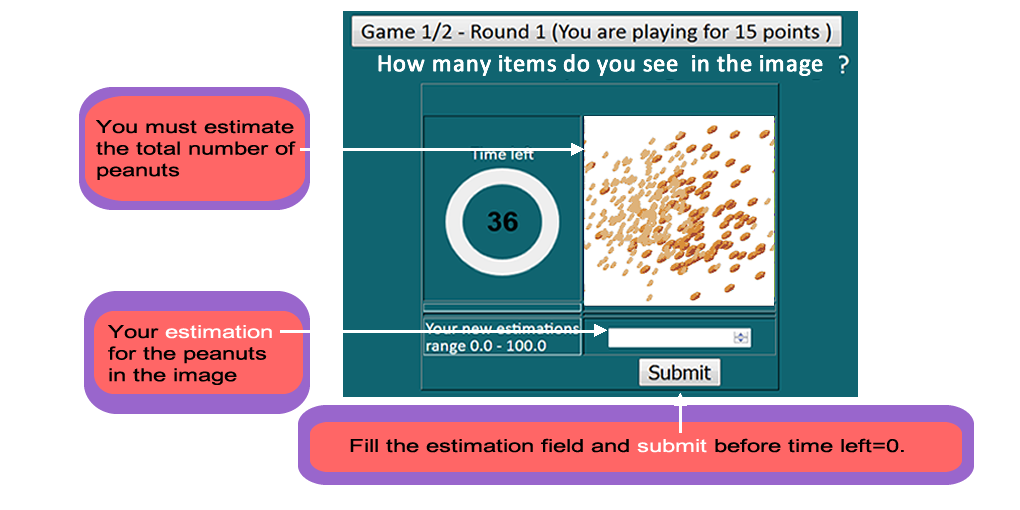 Game 1/2 - Round 1 (You are playing for 15 points )
How many items do you see in the image ?
You must estimate
the total number of
peanuts
Time left
36
Your estimation
for the peanuts
in the image
Your new estimations
range 0.0 - 100.0
Submit
Fill the estimation field and submit before time left=0.